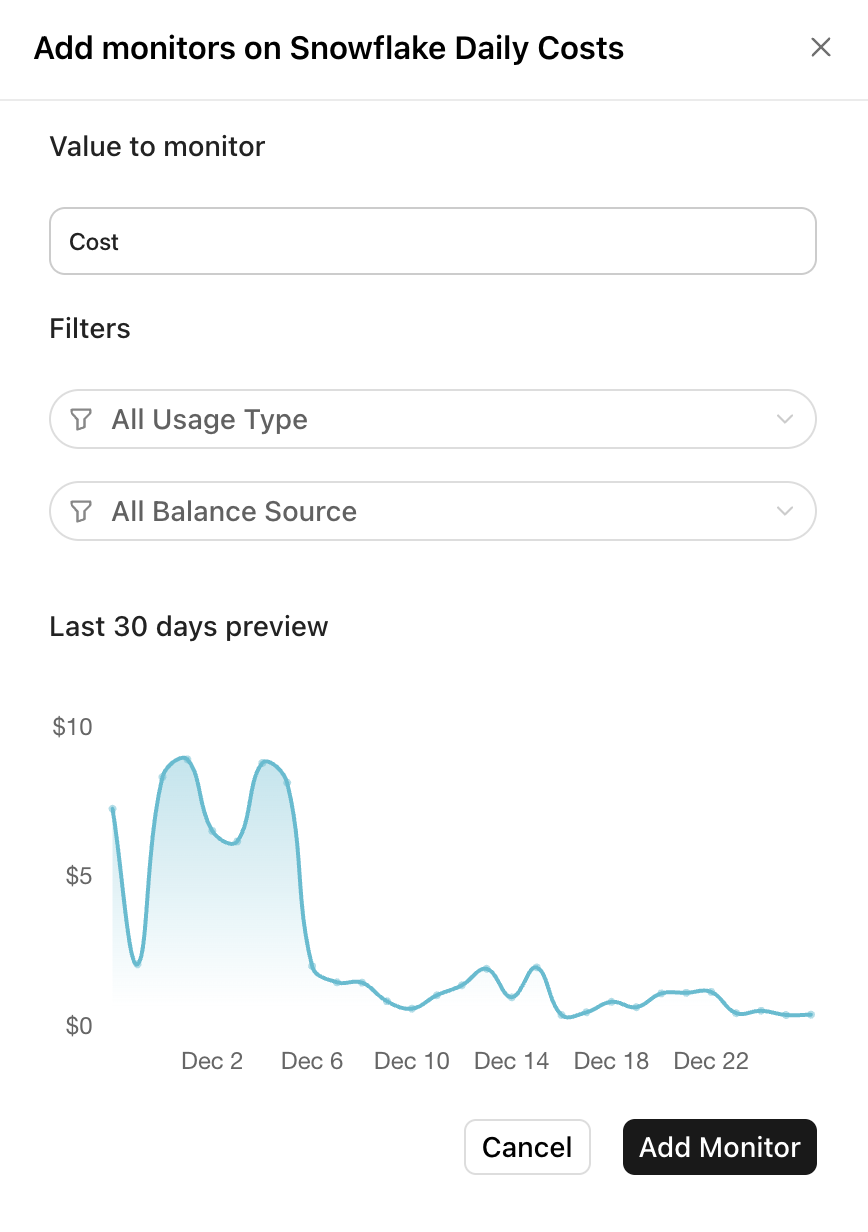 Add monitors on Snowflake Daily Costs
Value to monitor
Cost
Filters
All Usage Type
All Balance Source
Last 30 days preview
$10
$5
$0
Dec 2 Dec 6 Dec 10 Dec 14 Dec 18 Dec 22
Cancel Add Monitor